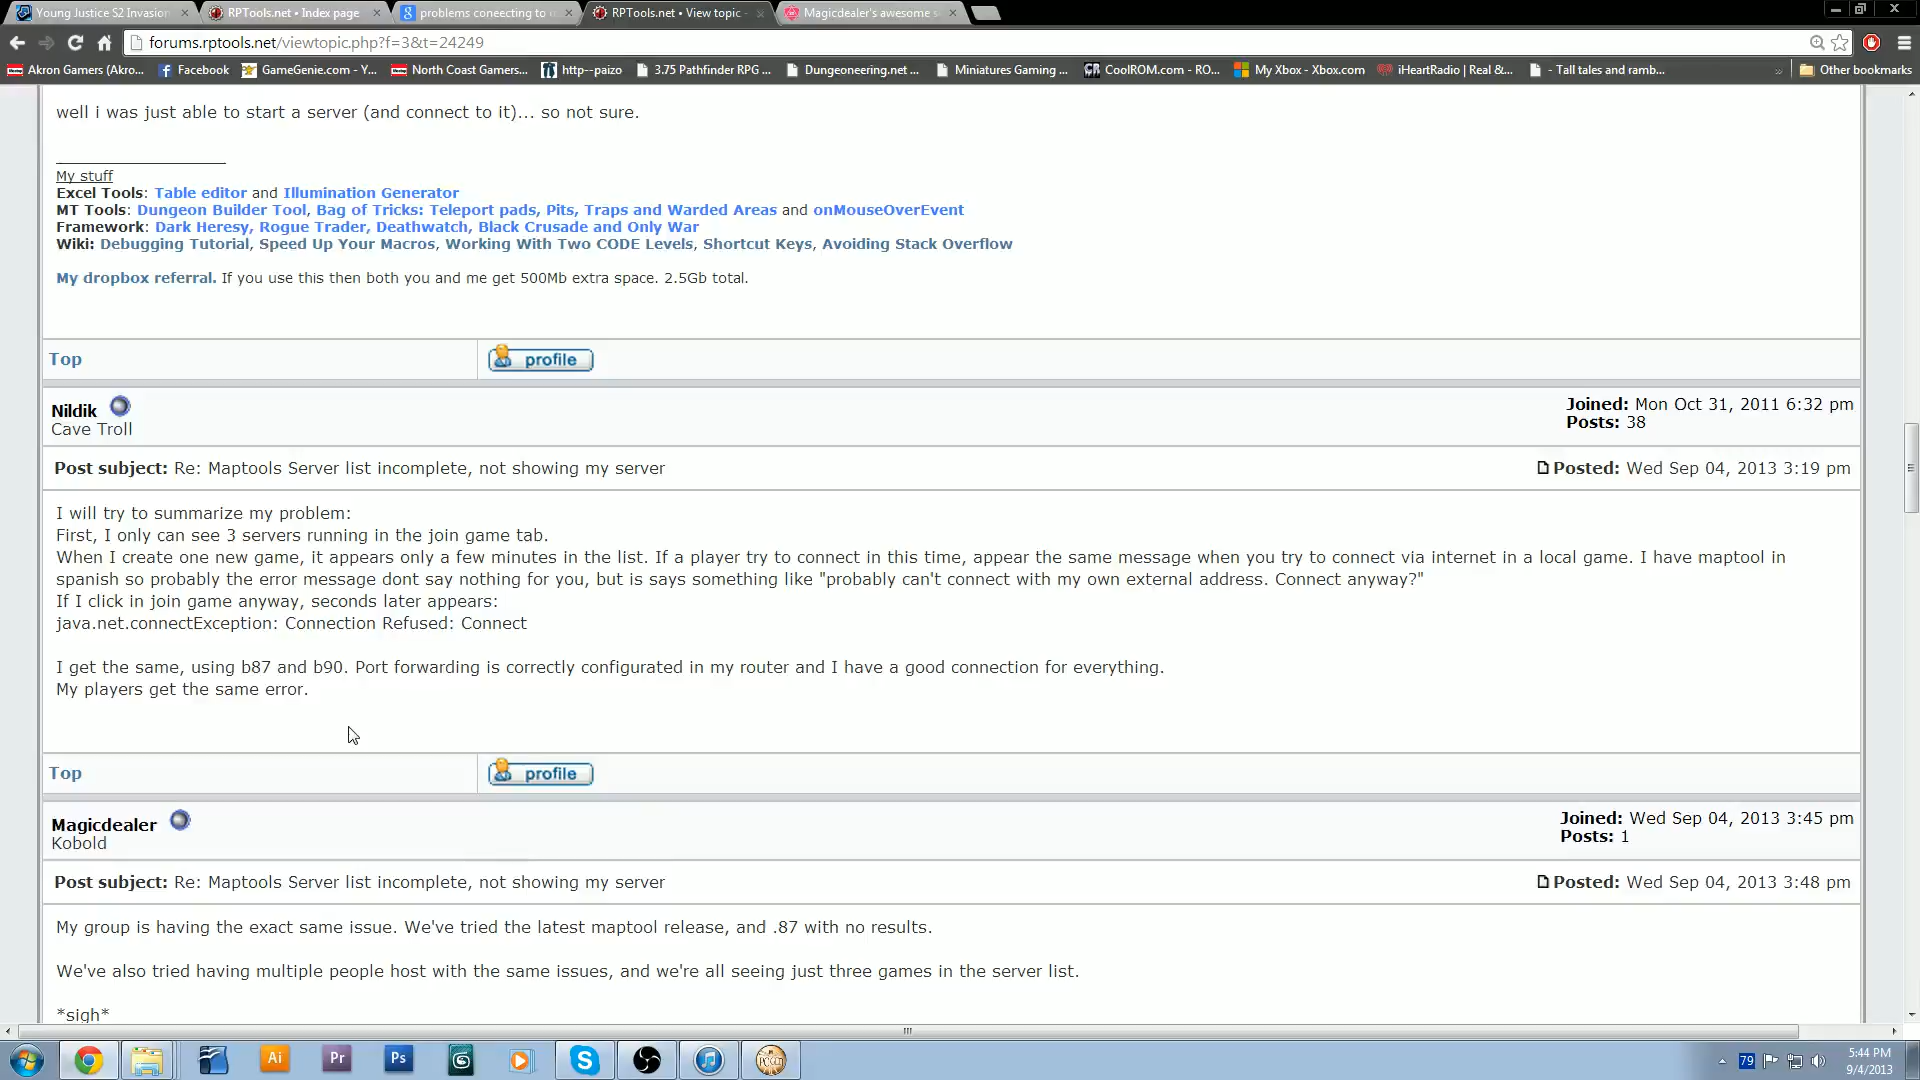 Young Justice S2 Invasion
RPTools.net • Index page
problems coneecting to
RPTools.net • View topic -
Magicdealer's awesome
forums.rptools.net/viewtopic.php?f=3&t=24249
Akron Gamers (Akro...
Facebook
GameGenie.com - Y...
North Coast Gamers...
http--paizo
3.75 Pathfinder RPG ...
Dungeoneering.net ...
Miniatures Gaming ...
CoolROM.com - RO...
My Xbox - Xbox.com
iHeartRadio | Real &...
- Tall tales and ramb...
»
Other bookmarks
well i was just able to start a server (and connect to it)... so not sure.
My stuff
Excel Tools: Table editor and Illumination Generator
MT Tools: Dungeon Builder Tool, Bag of Tricks: Teleport pads, Pits, Traps and Warded Areas and onMouseOverEvent
Framework: Dark Heresy, Rogue Trader, Deathwatch, Black Crusade and Only War
Wiki: Debugging Tutorial, Speed Up Your Macros, Working With Two CODE Levels, Shortcut Keys, Avoiding Stack Overflow
My dropbox referral. If you use this then both you and me get 500Mb extra space. 2.5Gb total.
Top
profile
Nildik
Cave Troll
Joined: Mon Oct 31, 2011 6:32 pm
Posts: 38
Post subject: Re: Maptools Server list incomplete, not showing my server
Posted: Wed Sep 04, 2013 3:19 pm
I will try to summarize my problem:
First, I only can see 3 servers running in the join game tab.
When I create one new game, it appears only a few minutes in the list. If a player try to connect in this time, appear the same message when you try to connect via internet in a local game. I have maptool in
spanish so probably the error message dont say nothing for you, but is says something like "probably can't connect with my own external address. Connect anyway?"
If I click in join game anyway, seconds later appears:
java.net.connectException: Connection Refused: Connect
I get the same, using b87 and b90. Port forwarding is correctly configurated in my router and I have a good connection for everything.
My players get the same error.
Top
profile
Magicdealer
Kobold
Joined: Wed Sep 04, 2013 3:45 pm
Posts: 1
Post subject: Re: Maptools Server list incomplete, not showing my server
Posted: Wed Sep 04, 2013 3:48 pm
My group is having the exact same issue. We've tried the latest maptool release, and .87 with no results.
We've also tried having multiple people host with the same issues, and we're all seeing just three games in the server list.
*sigh*
Ai
Pr
Ps
79
5:44 PM
9/4/2013